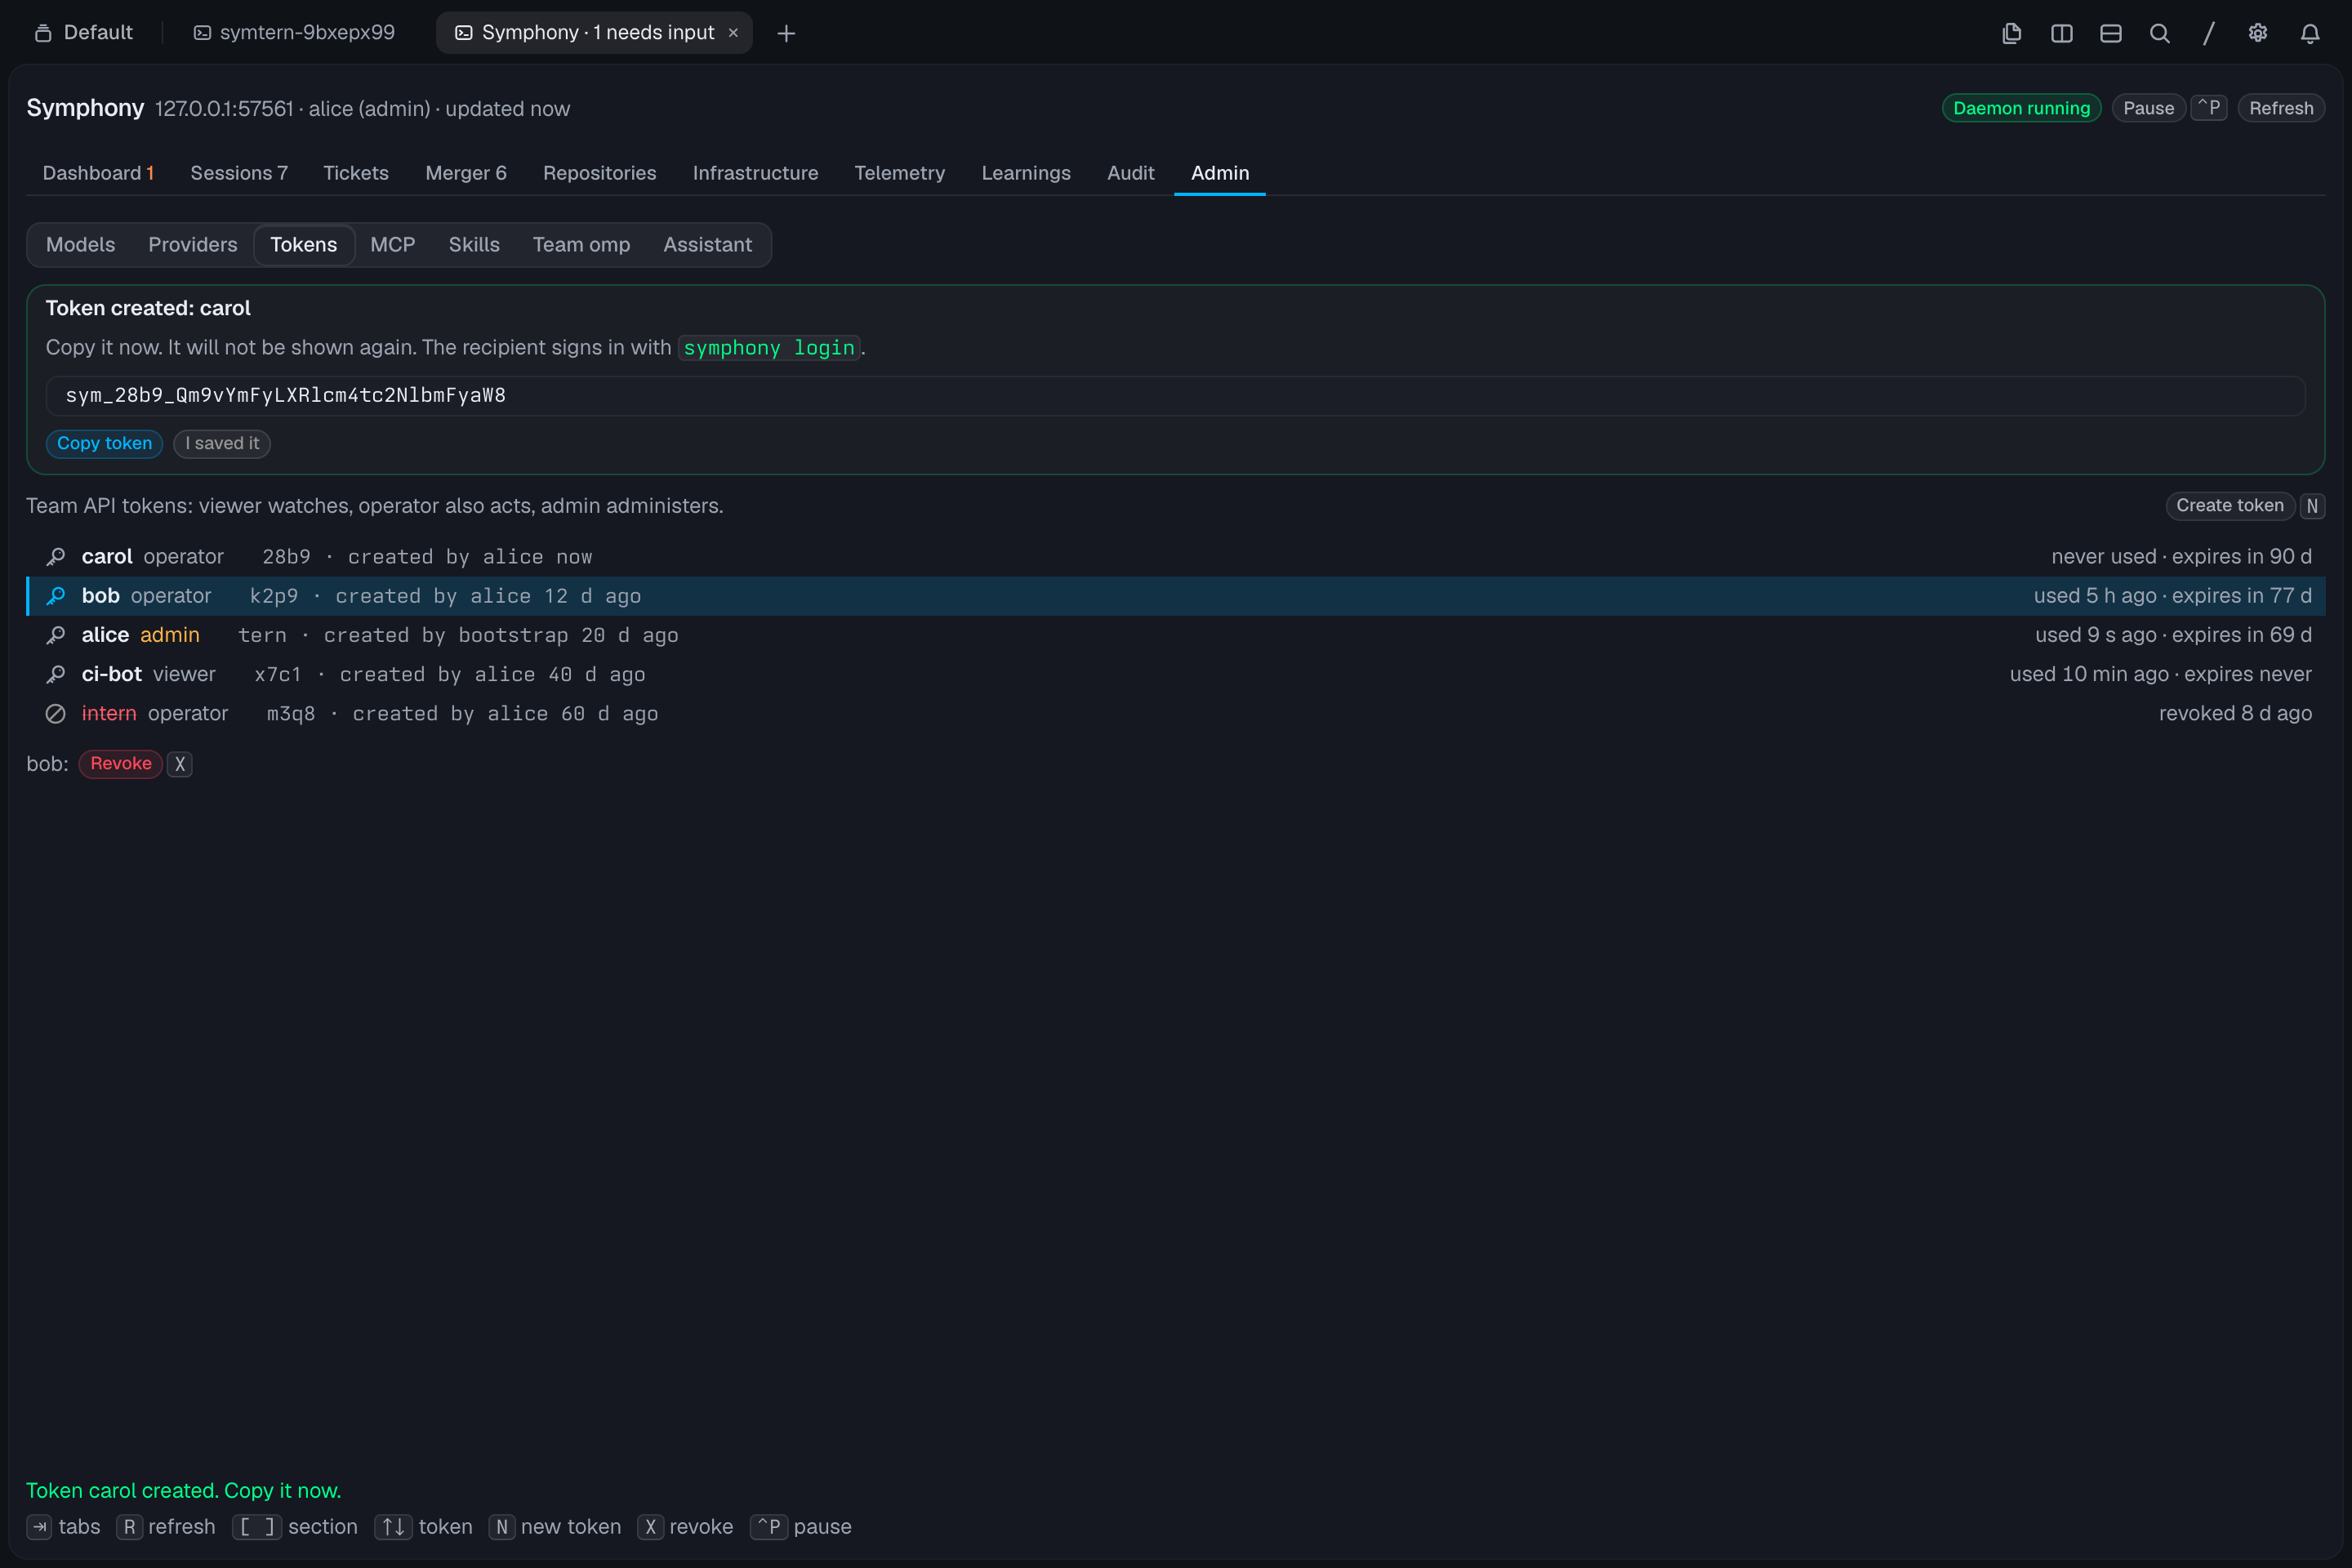 Default symtern-9bxepx99 Symphony · 1 needs input × +
Symphony 127.0.0.1:57561 · alice (admin) · updated now Daemon running Pause ^P Refresh
Dashboard 1 Sessions 7 Tickets Merger 6 Repositories Infrastructure Telemetry Learnings Audit Admin
Models Providers Tokens MCP Skills Team omp Assistant
Token created: carol
Copy it now. It will not be shown again. The recipient signs in with symphony login.
sym_28b9_Qm9vYmFyLXRlcm4tc2NlbmFyaW8
Copy token I saved it
Team API tokens: viewer watches, operator also acts, admin administers. Create token N
carol operator 28b9 · created by alice now never used · expires in 90 d
bob operator k2p9 · created by alice 12 d ago used 5 h ago · expires in 77 d
alice admin tern · created by bootstrap 20 d ago used 9 s ago · expires in 69 d
ci-bot viewer x7c1 · created by alice 40 d ago used 10 min ago · expires never
intern operator m3q8 · created by alice 60 d ago revoked 8 d ago
bob: Revoke X
Token carol created. Copy it now.
⇥ tabs R refresh [ ] section ↑↓ token N new token X revoke ^P pause